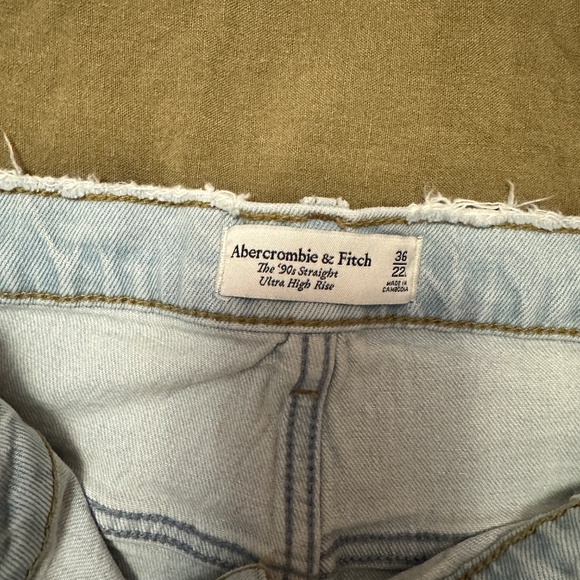 Abercrombie & Fitch
The '90s Straight
Ultra High Rise
36
22
MADE IN
CAMBODIA